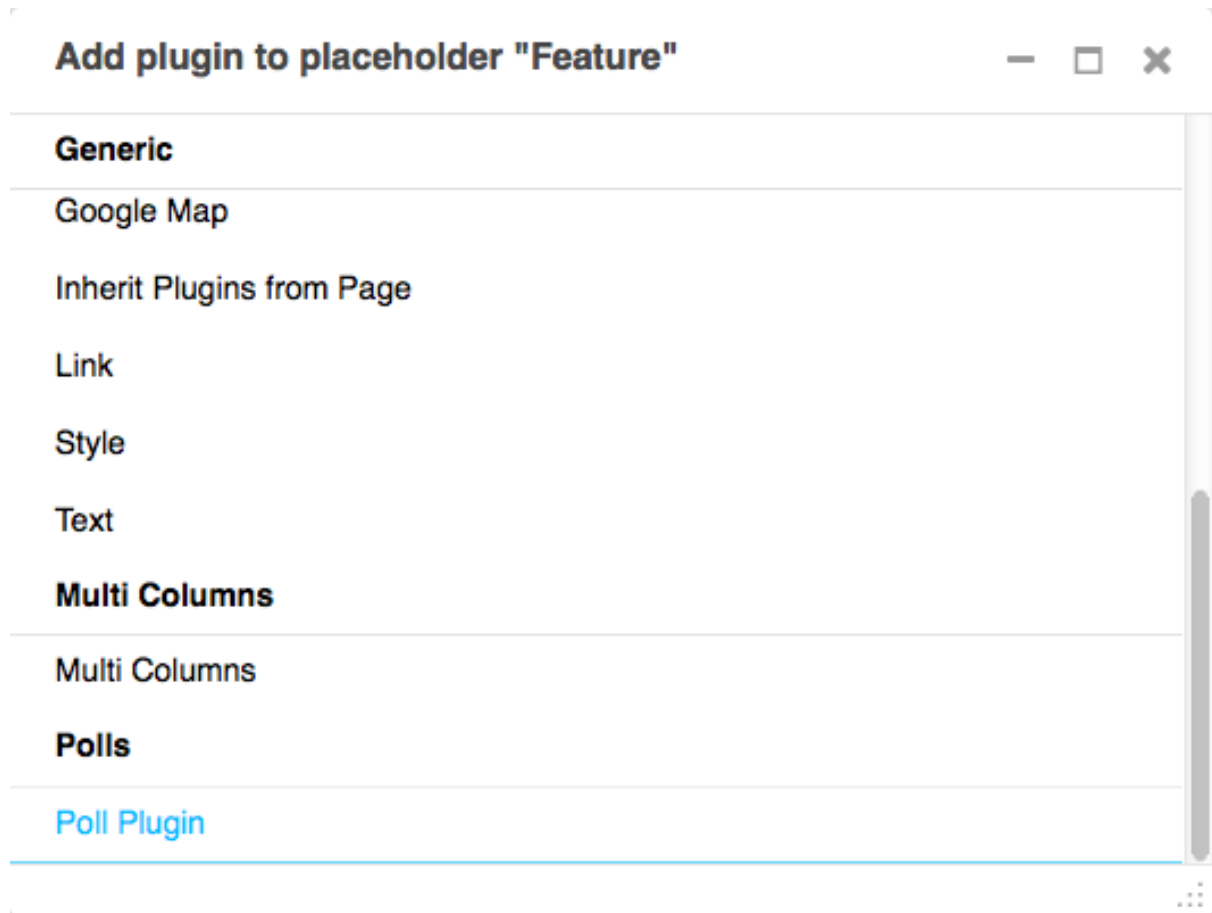 Add plugin to placeholder "Feature"
Generic
Google Map
Inherit Plugins from Page
Link
Style
Text
Multi Columns
Multi Columns
Polls
Poll Plugin